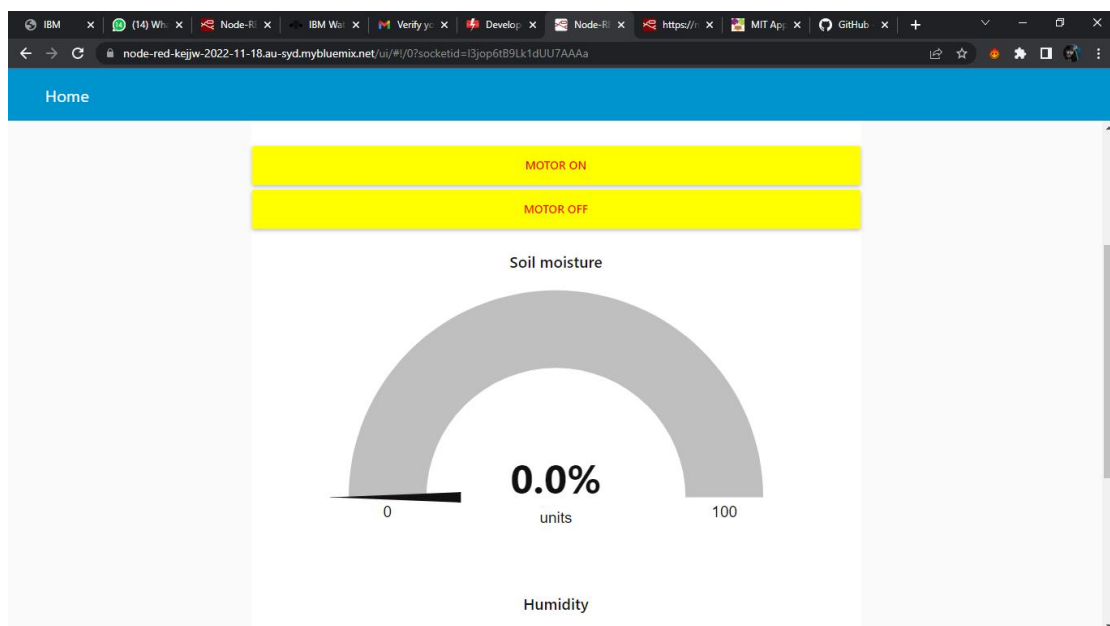 IBM (14) Wh Node-R IBM Wat Verify yo Develop Node-R https://n MIT App GitHub
node-red-kejjw-2022-11-18.au-syd.mybluemix.net/ui/#!/0?socketid=I3jop6tB9Lk1dUU7AAAa
Home
MOTOR ON
MOTOR OFF
Soil moisture
0.0%
0 units 100
Humidity